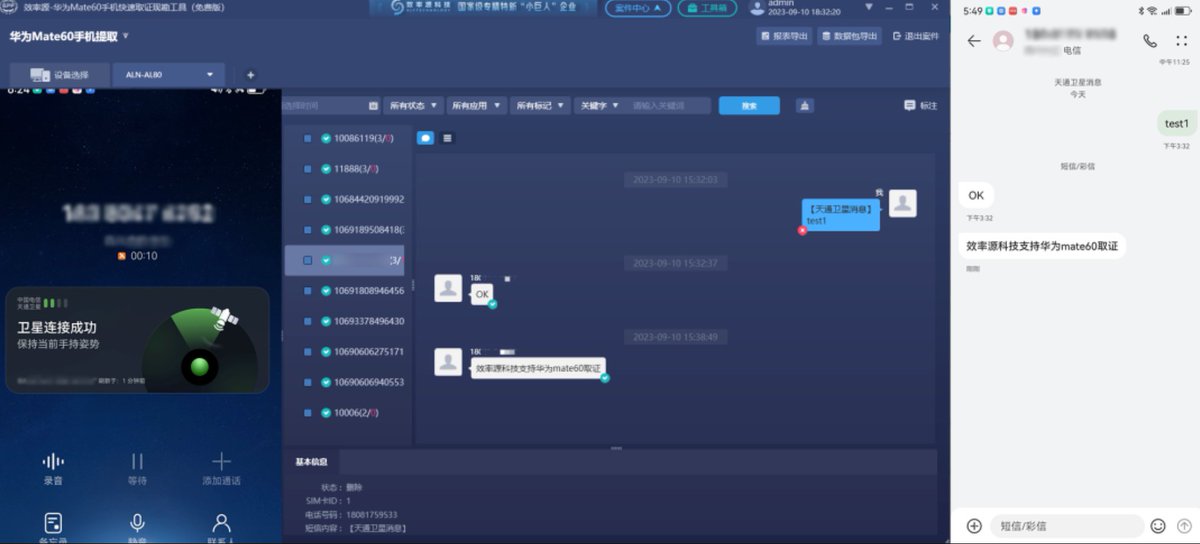 效率源-华为Mate60手机快速取证现勘工具（免费版）
效率源科技
国家级专精特新“小巨人”企业
案件中心
工具箱
admin
2023-09-10 18:32:20
华为Mate60手机提取
报表导出
数据包导出
退出案件
设备选择
ALN-AL80
选择时间
所有状态
所有应用
所有标记
关键字
请输入关键词
搜索
标注
00:10
中国电信
天通卫星
卫星连接成功
保持当前手持姿势
刷新于：1 分钟前
录音
等待
添加通话
备忘录
静音
联系人
10086119(3/0)
11888(3/0)
10684420919992
1069189508418(3
(3/
10691808946456
10693378496430
10690606275171
10690606940553
10006(2/0)
2023-09-10 15:32:03
我
【天通卫星消息】
test1
2023-09-10 15:32:37
OK
2023-09-10 15:38:49
效率源科技支持华为mate60取证
基本信息
状态：删除
SIM卡ID：1
电话号码：18081759533
短信内容：【天通卫星消息】
5:49
电信
中午11:25
天通卫星消息
今天
test1
下午3:32
短信/彩信
OK
下午3:32
效率源科技支持华为mate60取证
刚刚
短信/彩信